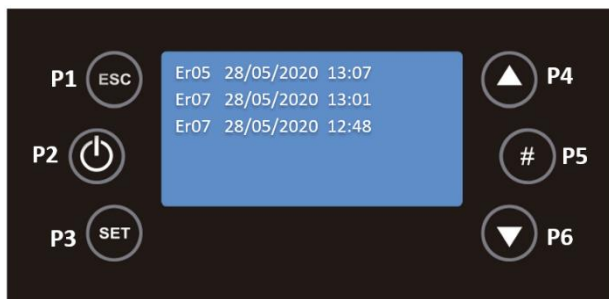 P1 ESC
P2
P3 SET
Er05 28/05/2020 13:07
Er07 28/05/2020 13:01
Er07 28/05/2020 12:48
P4
# P5
P6